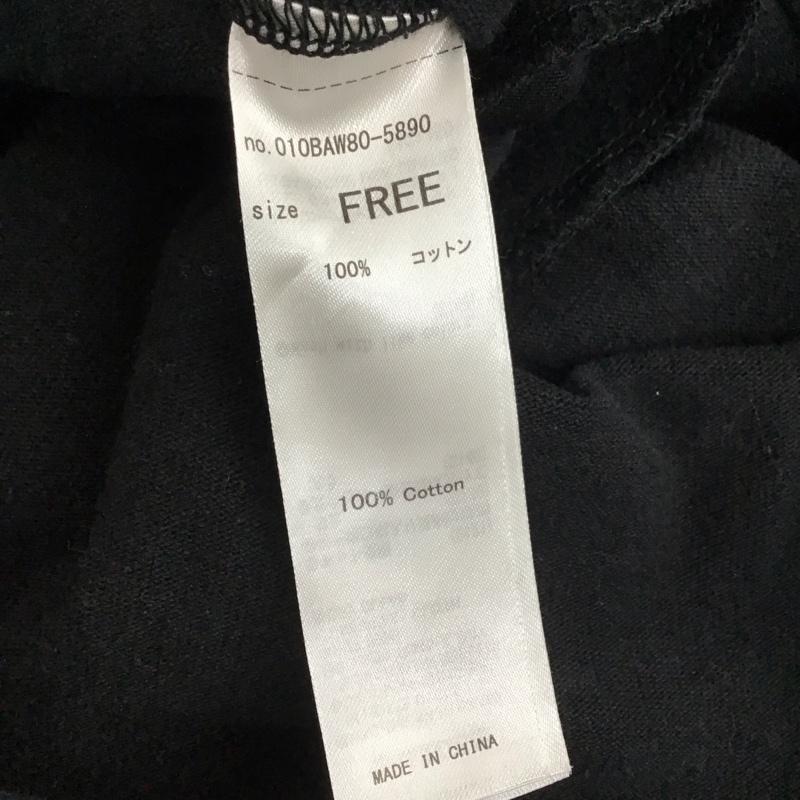 no.010BAW80-5890
size FREE
100% コットン
100% Cotton
MADE IN CHINA